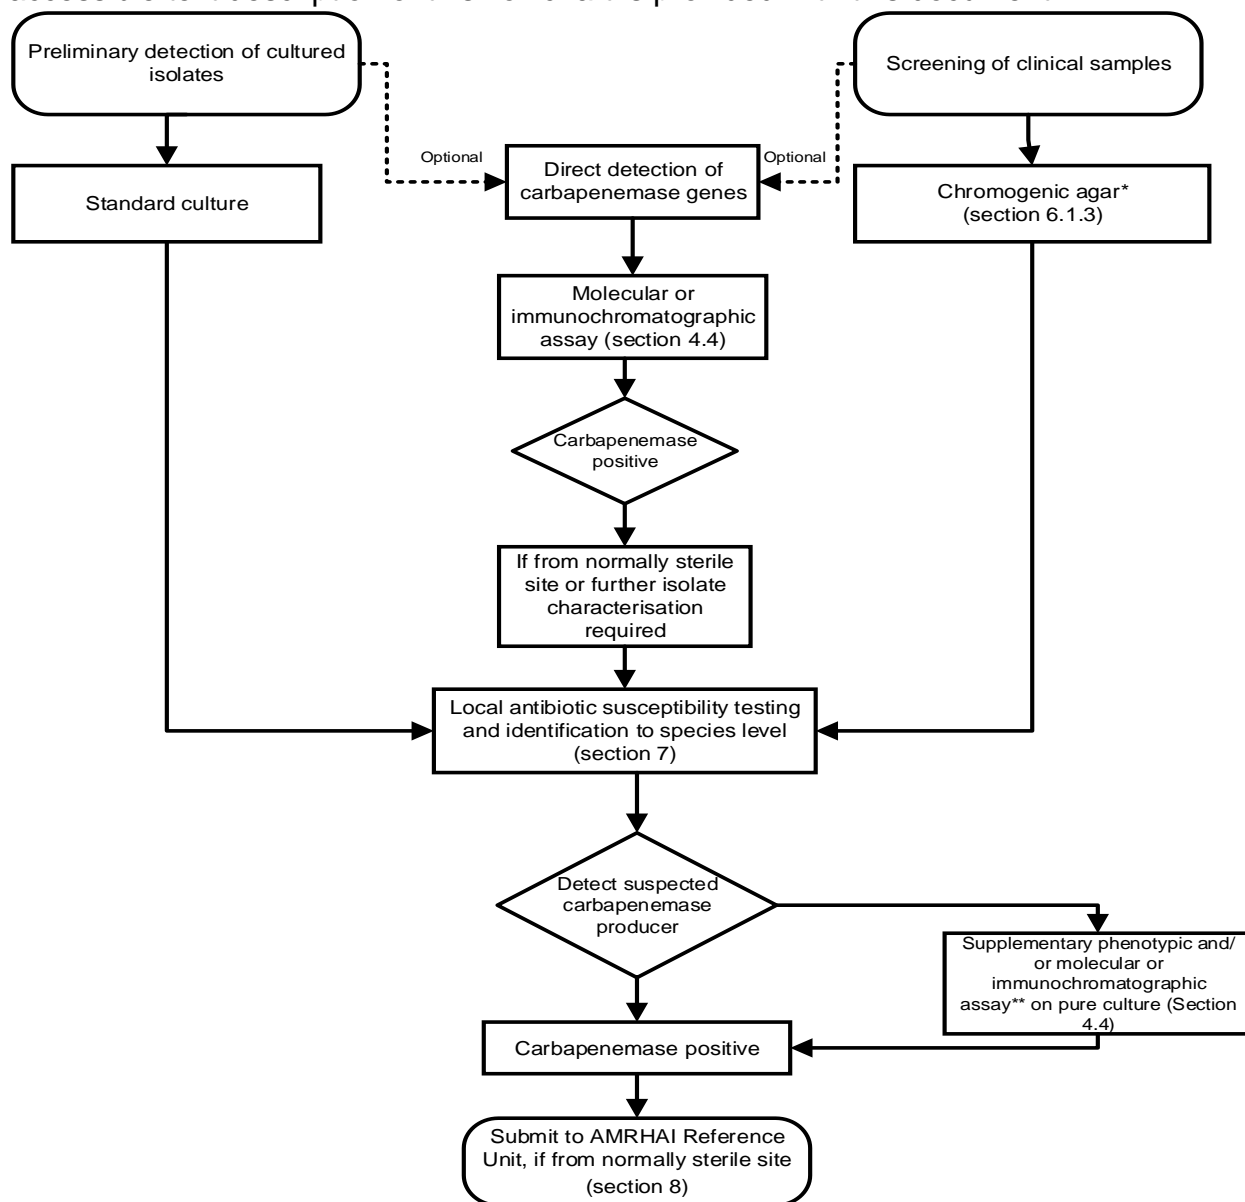 Preliminary detection of cultured
isolates
Screening of clinical samples
Optional
Optional
Standard culture
Direct detection of
carbapenemase genes
Chromogenic agar*
(section 6.1.3)
Molecular or
immunochromatographic
assay (section 4.4)
Carbapenemase
positive
If from normally sterile
site or further isolate
characterisation
required
Local antibiotic susceptibility testing
and identification to species level
(section 7)
Detect suspected
carbapenemase
producer
Supplementary phenotypic and/
or molecular or
immunochromatographic
assay** on pure culture (Section
4.4)
Carbapenemase positive
Submit to AMRHAI Reference
Unit, if from normally sterile site
(section 8)